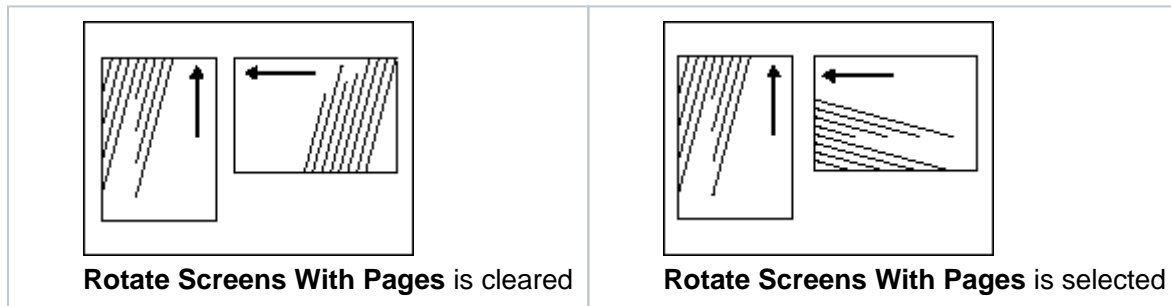 Rotate Screens With Pages is cleared
Rotate Screens With Pages is selected